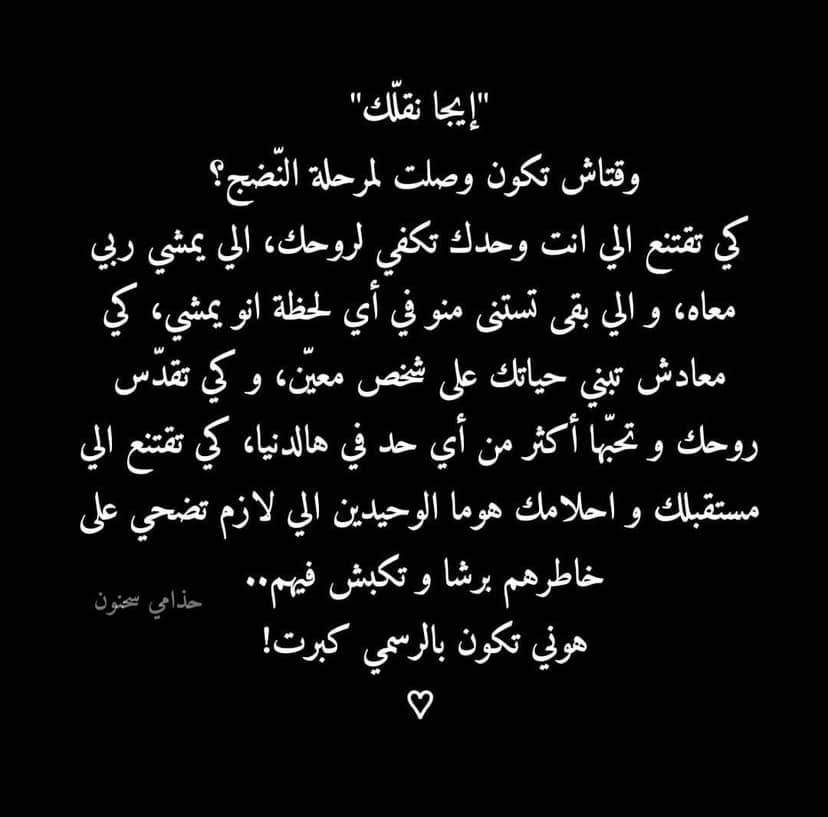 "إيجا نقلّك"
وقتاش تكون وصلت لمرحلة النّضج؟
كي تقتنع الي انت وحدك تكفي لروحك، الي يمشي ربي
معاه، و الي بقى تستنى منو في أي لحظة انو يمشي، كي
معادش تبني حياتك على شخص معيّن، و كي تقدّس
روحك و تحبّها أكثر من أي حد في هالدنيا، كي تقتنع الي
مستقبلك و احلامك هوما الوحيدين الي لازم تضحي على
خاطرهم برشا و تكبش فيهم..
حذامي سحنون
هوني تكون بالرسمي كبرت!
♡